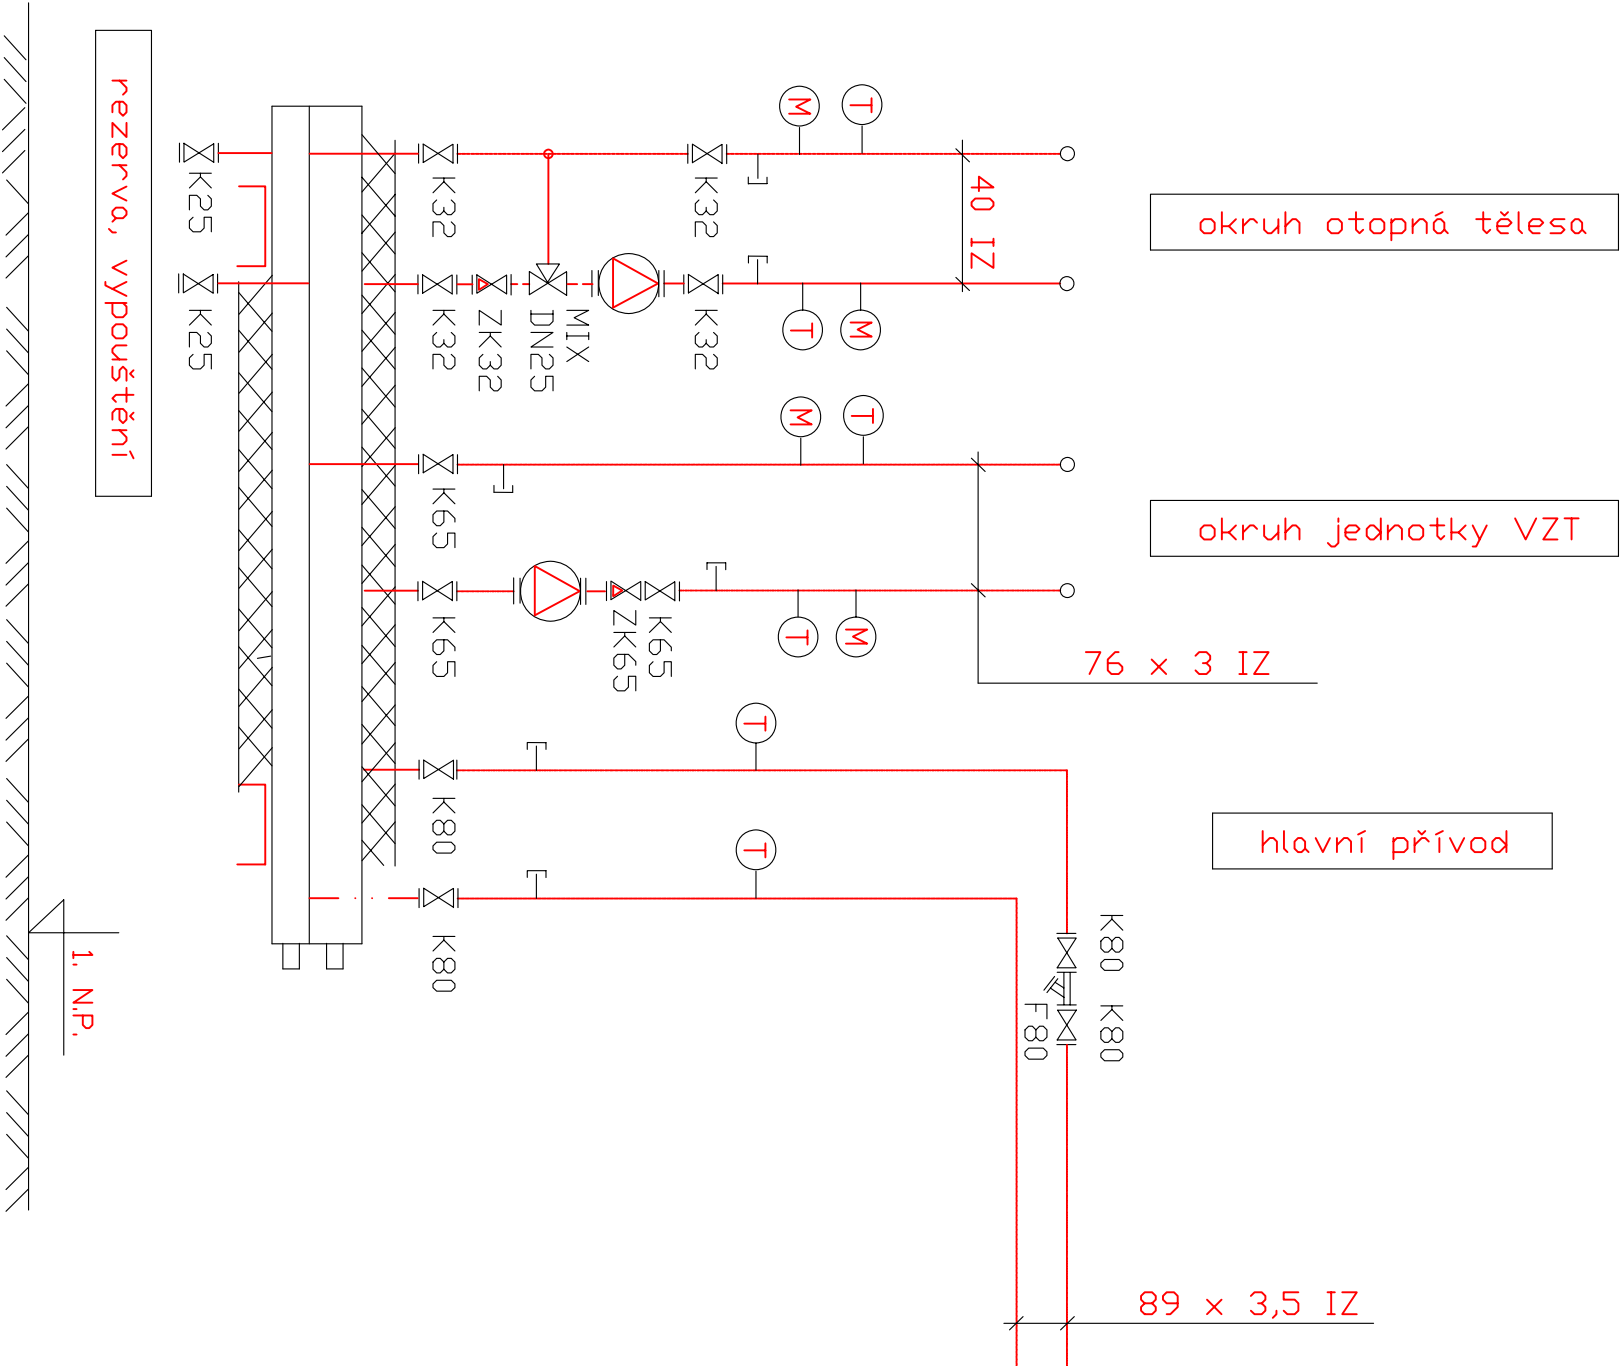 rezerva, vypouštění
K25
K25
K32
K32
M
T
40 IZ
okruh otopná tělesa
K32
ZK32
MIX
DN25
K32
T
M
M
T
K65
okruh jednotky VZT
K65
ZK65
K65
T
M
76 x 3 IZ
T
K80
hlavní přívod
T
K80
K80
K80
F80
1. N.P.
89 x 3,5 IZ